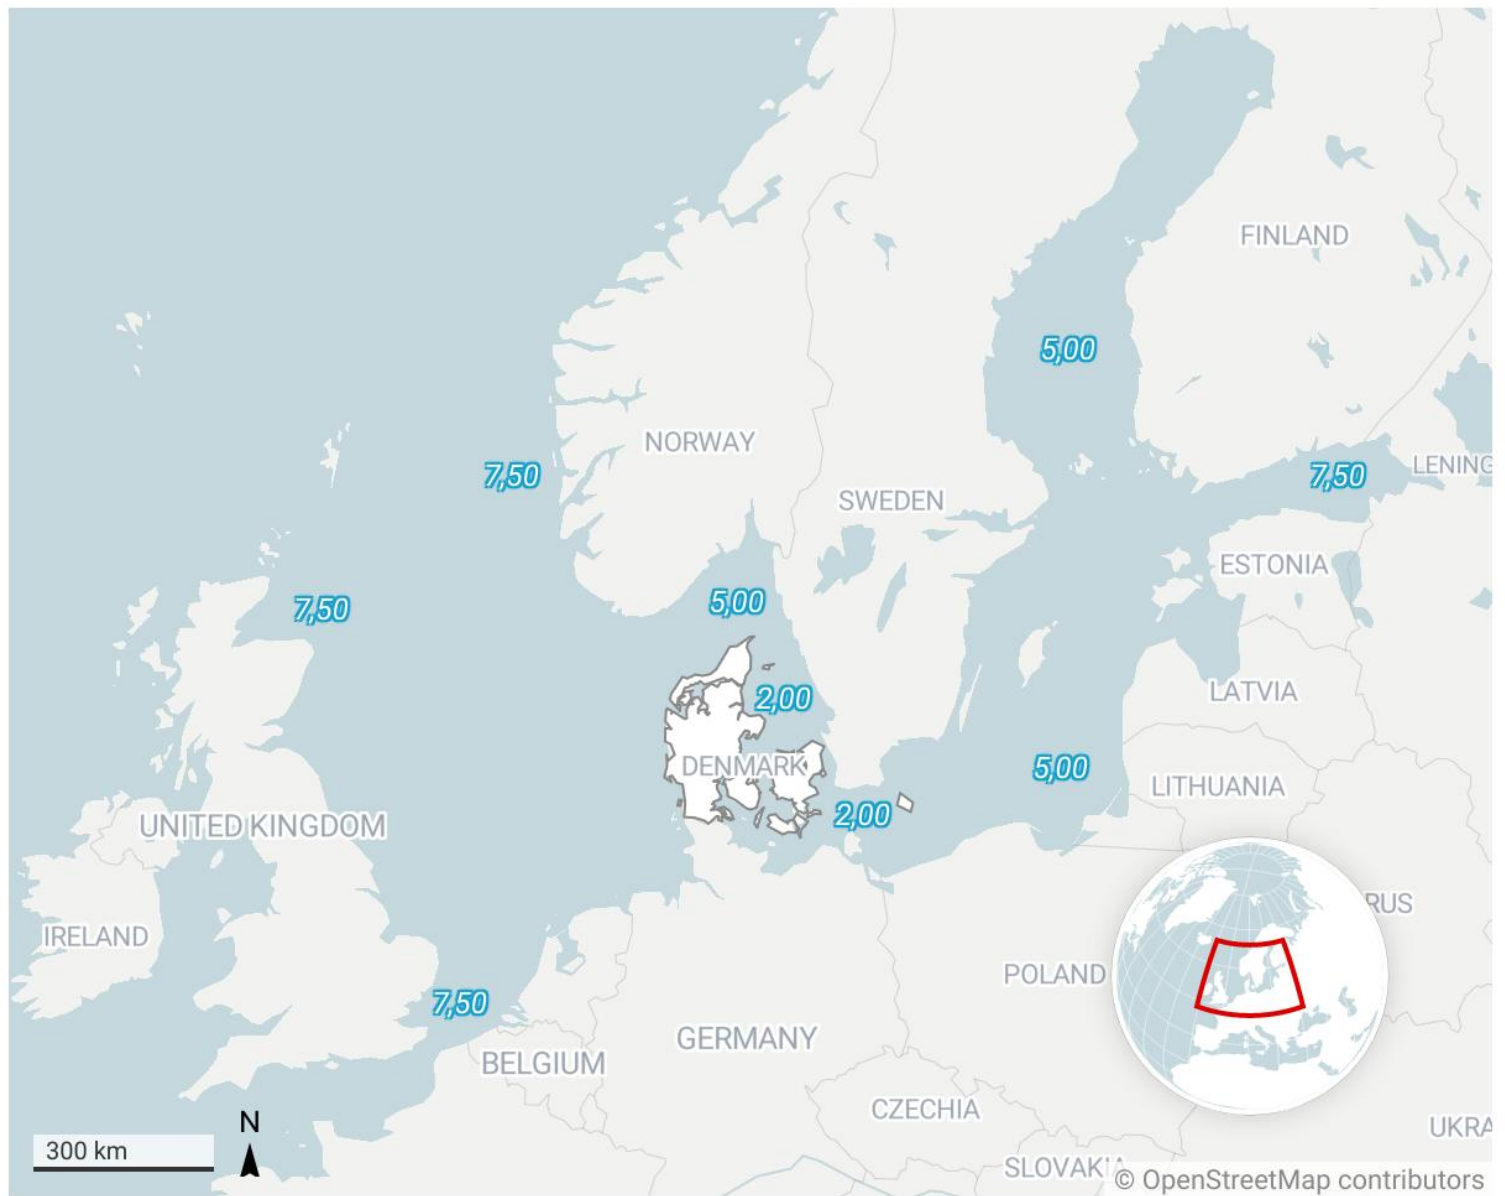 FINLAND
5,00
NORWAY
7,50
7,50
LENING
SWEDEN
ESTONIA
7,50
5,00
LATVIA
2,00
DENMARK
5,00
LITHUANIA
2,00
UNITED KINGDOM
RUS
IRELAND
POLAND
7,50
GERMANY
BELGIUM
CZECHIA
N
UKRA
300 km
SLOVAKI
© OpenStreetMap contributors